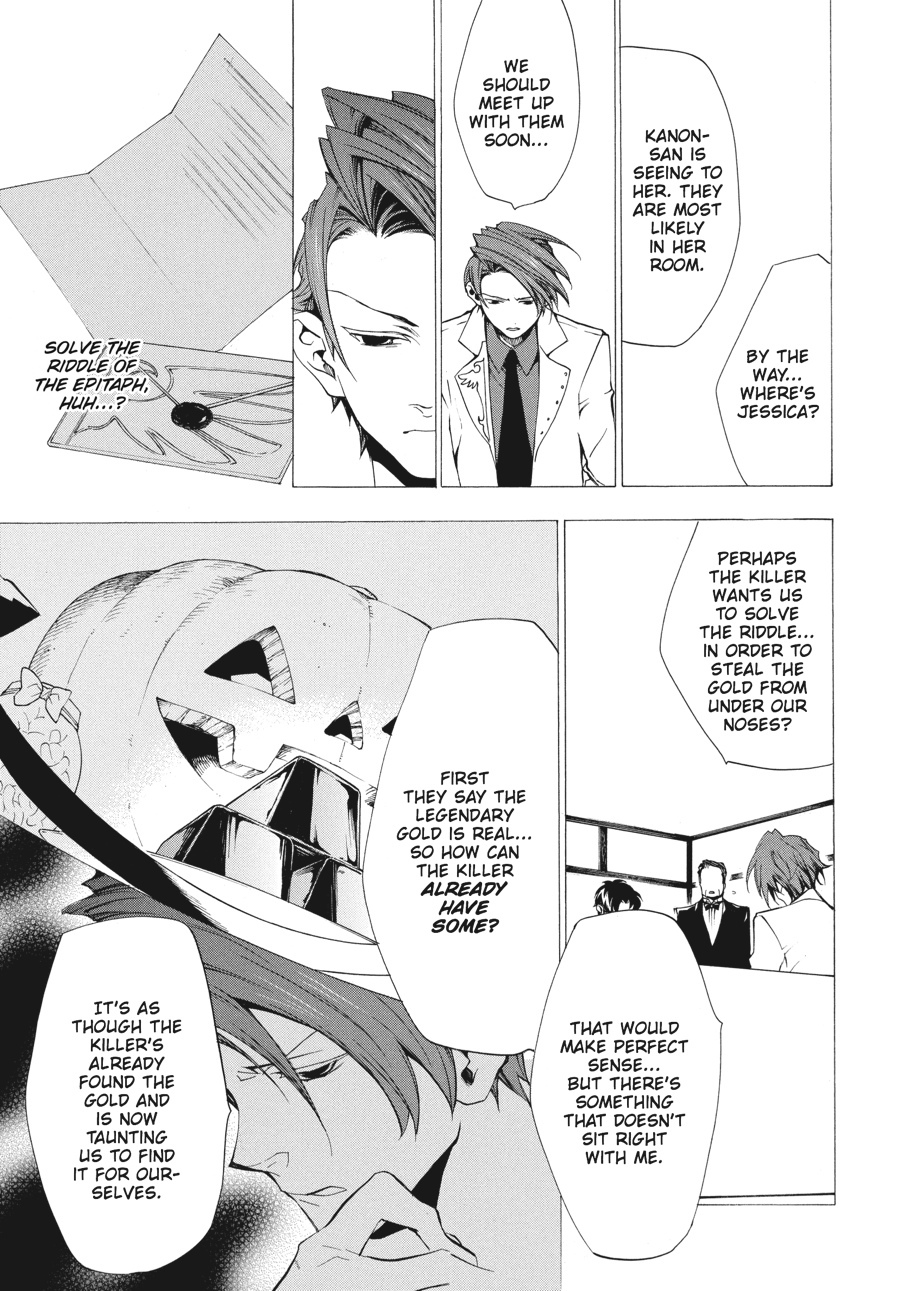 BY THE
WAY...
WHERE'S
JESSICA?
KANON-
SAN IS
SEEING TO
HER. THEY
ARE MOST
LIKELY
IN HER
ROOM.
WE
SHOULD
MEET UP
WITH THEM
SOON...
SOLVE THE
RIDDLE OF
THE EPITAPH,
HUH...?
PERHAPS
THE KILLER
WANTS US
TO SOLVE
THE RIDDLE...
IN ORDER TO
STEAL THE
GOLD FROM
UNDER OUR
NOSES?
THAT WOULD
MAKE PERFECT
SENSE...
BUT THERE'S
SOMETHING
THAT DOESN'T
SIT RIGHT
WITH ME.
FIRST
THEY SAY THE
LEGENDARY
GOLD IS REAL...
SO HOW CAN
THE KILLER
ALREADY
HAVE
SOME?
IT'S AS
THOUGH THE
KILLER'S
ALREADY
FOUND THE
GOLD AND
IS NOW
TAUNTING
US TO FIND
IT FOR OUR-
SELVES.